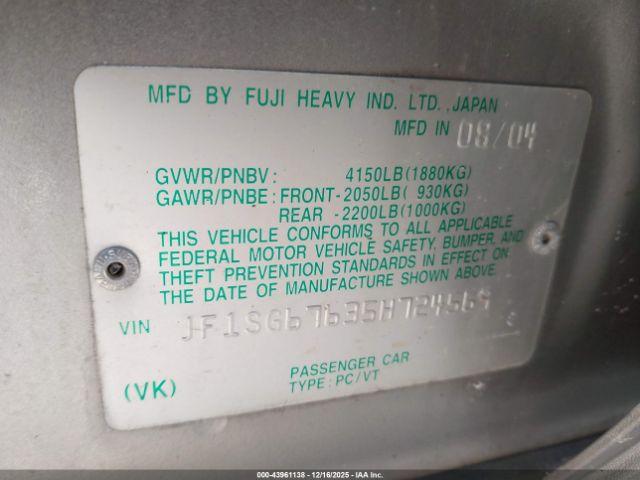 MFD BY FUJI HEAVY IND. LTD., JAPAN
MFD IN 08/04
GVWR/PNBV: 4150LB(1880KG)
GAWR/PNBE: FRONT-2050LB( 930KG)
REAR -2200LB(1000KG)
THIS VEHICLE CONFORMS TO ALL APPLICABLE
FEDERAL MOTOR VEHICLE SAFETY, BUMPER, AND
THEFT PREVENTION STANDARDS IN EFFECT ON
THE DATE OF MANUFACTURE SHOWN ABOVE.
VIN JF1SG67635H724569
PASSENGER CAR
(VK) TYPE: PC/VT
000-43961138 - 12/16/2025 - IAA Inc.